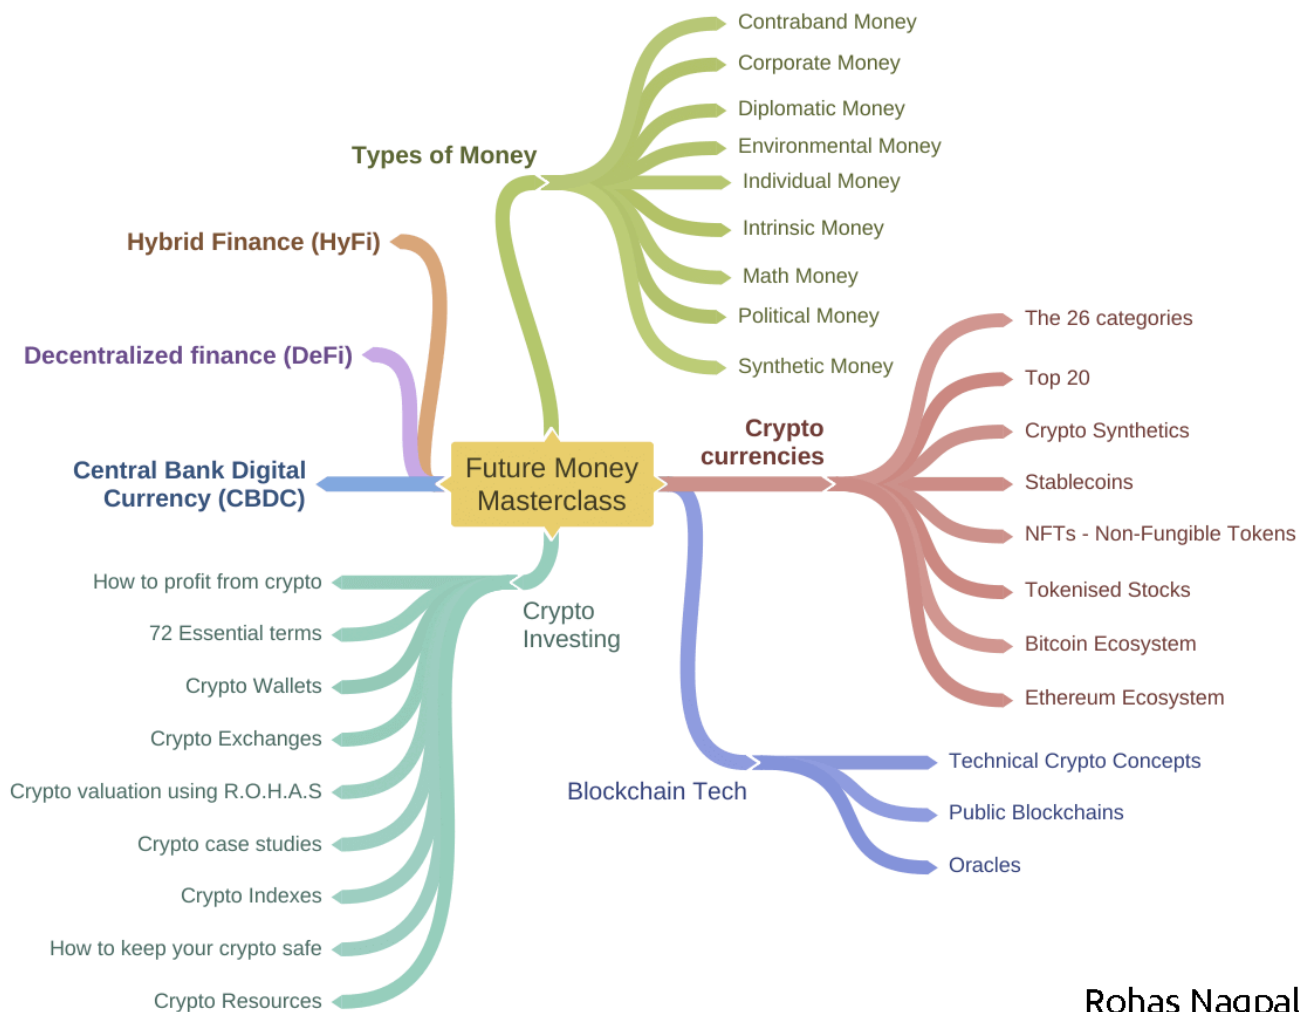 Contraband Money
Corporate Money
Diplomatic Money
Environmental Money
Types of Money
Individual Money
Intrinsic Money
Math Money
Political Money
Synthetic Money
Hybrid Finance (HyFi)
Decentralized finance (DeFi)
Central Bank Digital
Currency (CBDC)
Future Money
Masterclass
Crypto
currencies
The 26 categories
Top 20
Crypto Synthetics
Stablecoins
NFTs - Non-Fungible Tokens
Tokenised Stocks
Bitcoin Ecosystem
Ethereum Ecosystem
Crypto
Investing
How to profit from crypto
72 Essential terms
Crypto Wallets
Crypto Exchanges
Crypto valuation using R.O.H.A.S
Crypto case studies
Crypto Indexes
How to keep your crypto safe
Crypto Resources
Blockchain Tech
Technical Crypto Concepts
Public Blockchains
Oracles
Rohas Nagpal